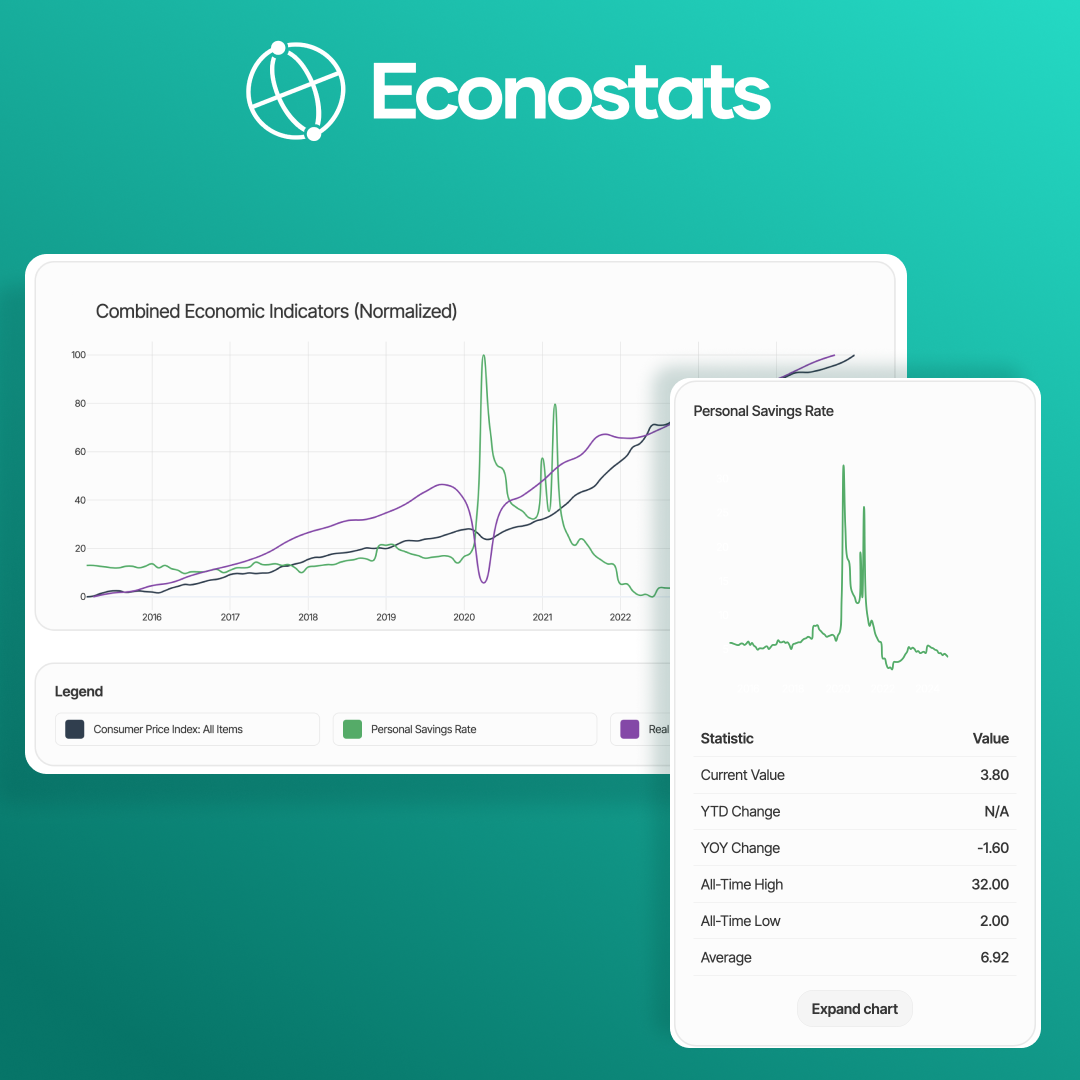 Econostats
Combined Economic Indicators (Normalized)
100
80
60
40
20
0
2016 2017 2018 2019 2020 2021 2022
Legend
Consumer Price Index: All Items Personal Savings Rate Real
Personal Savings Rate
Statistic Value
Current Value 3.80
YTD Change N/A
YOY Change -1.60
All-Time High 32.00
All-Time Low 2.00
Average 6.92
Expand chart